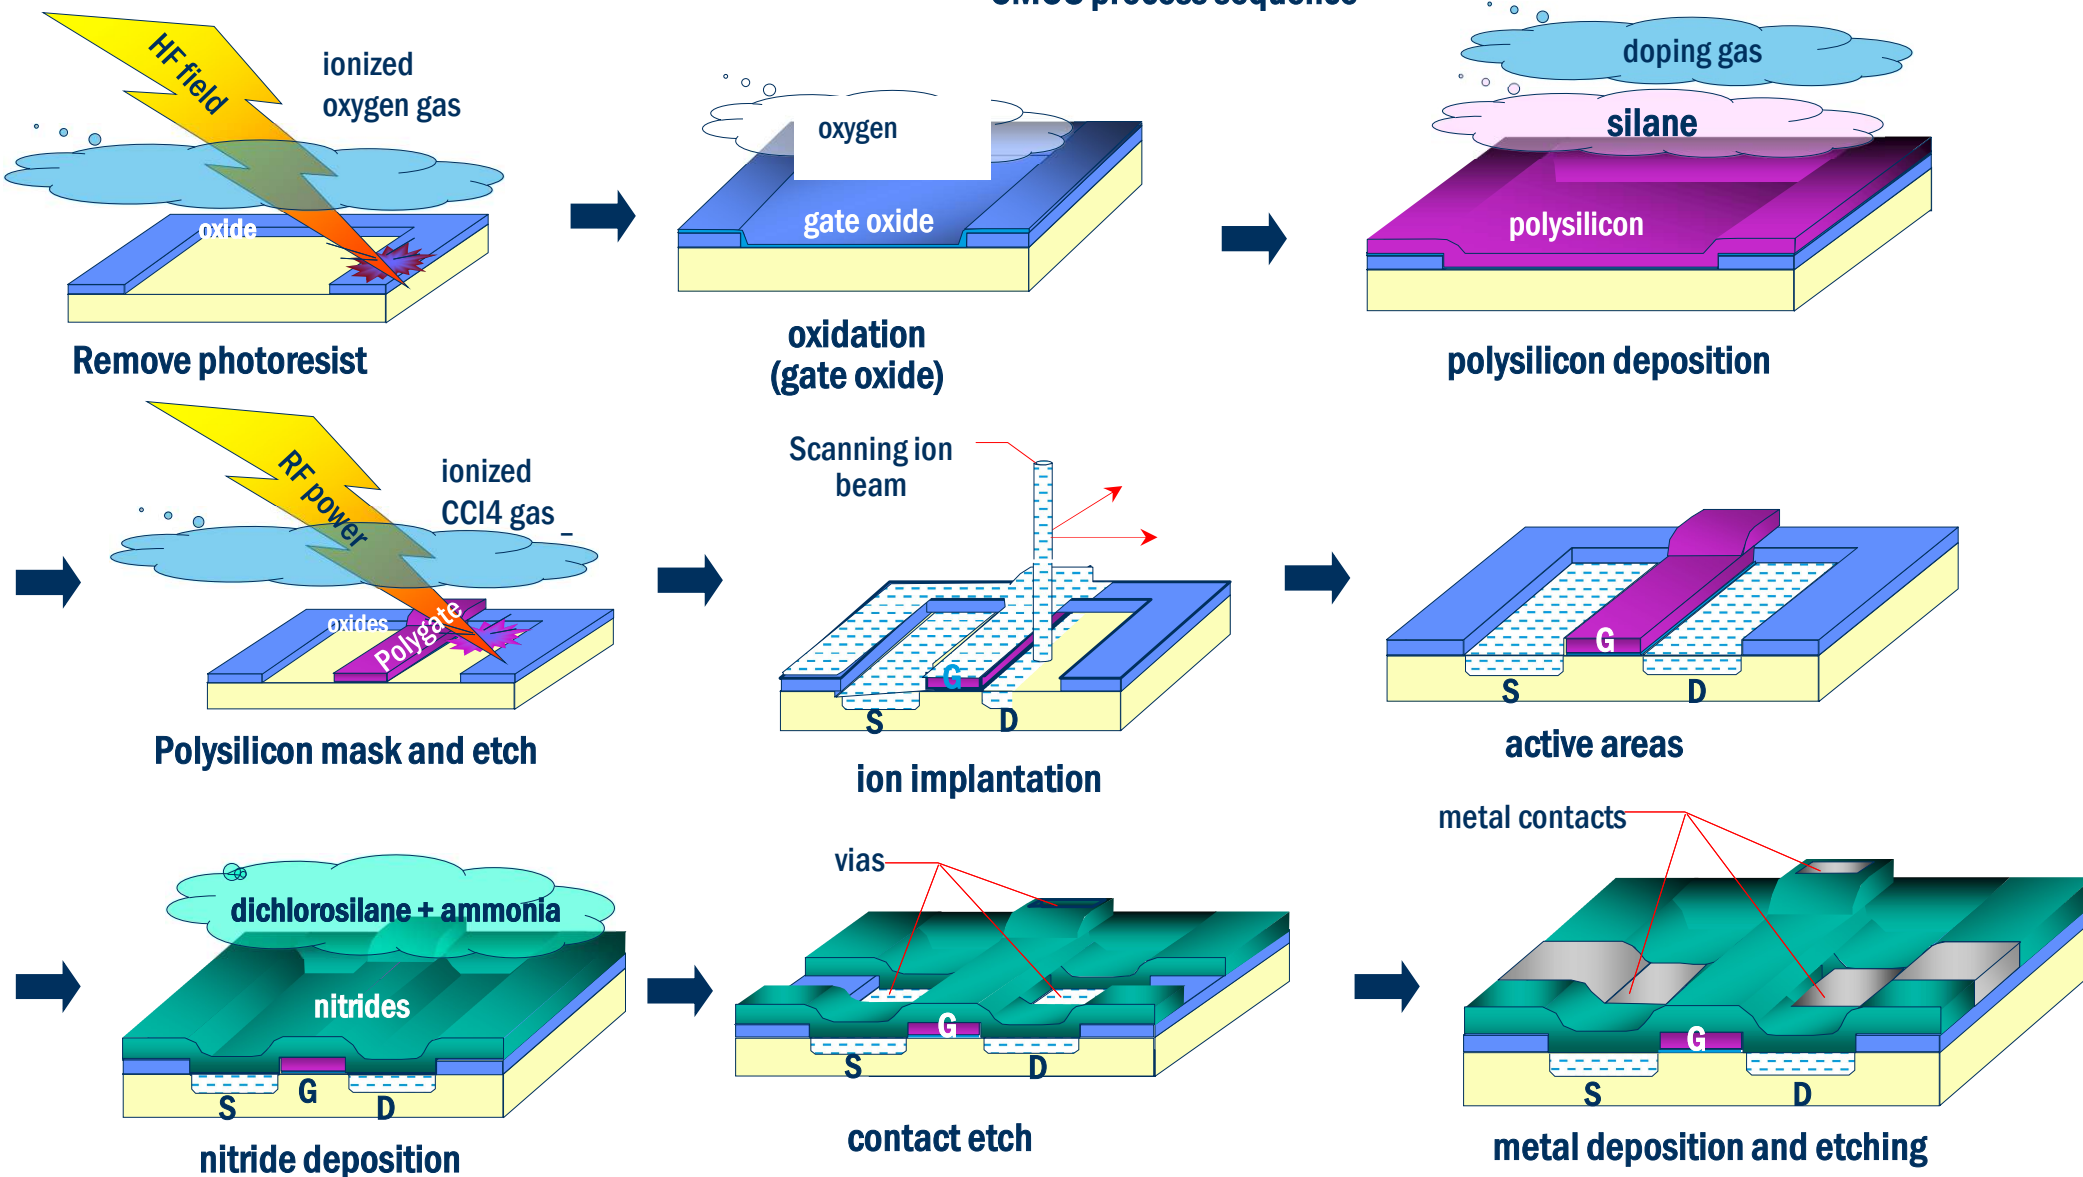 CMOS process sequence
HF field
ionized
oxygen gas
oxide
Remove photoresist
oxygen
gate oxide
oxidation
(gate oxide)
doping gas
silane
polysilicon
polysilicon deposition
RF power
ionized
CCl4 gas
oxides
Polygate
Polysilicon mask and etch
Scanning ion
beam
G
S
D
ion implantation
G
S
D
active areas
dichlorosilane + ammonia
nitrides
S
G
D
nitride deposition
vias
G
S
D
contact etch
metal contacts
G
S
D
metal deposition and etching